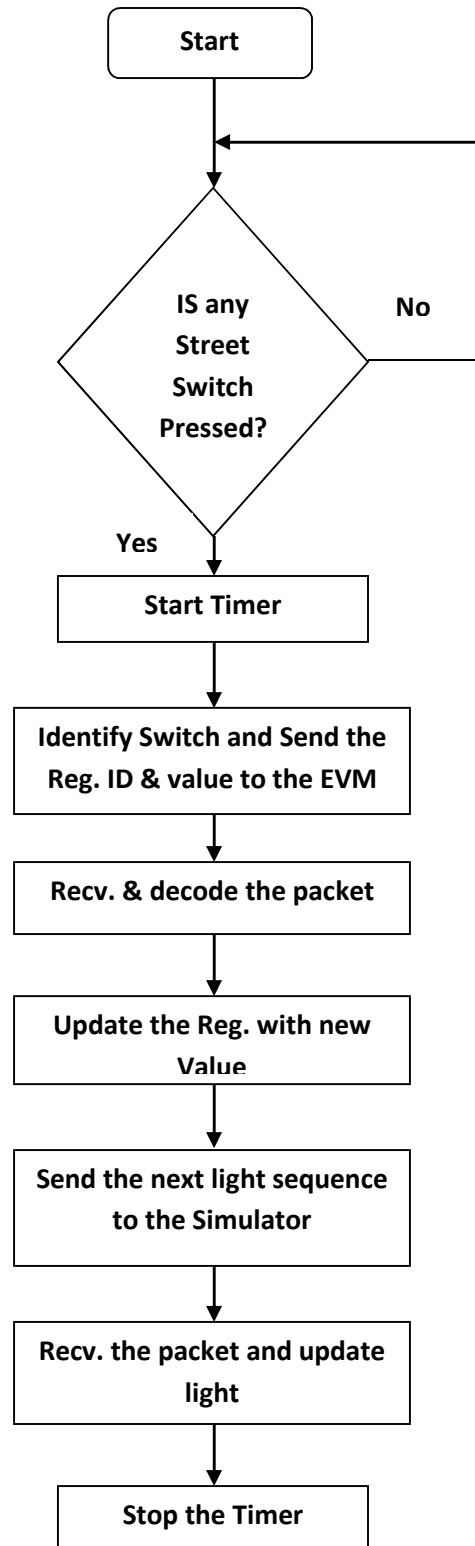 Start
IS any
Street
Switch
Pressed?
No
Yes
Start Timer
Identify Switch and Send the
Reg. ID & value to the EVM
Recv. & decode the packet
Update the Reg. with new
Value
Send the next light sequence
to the Simulator
Recv. the packet and update
light
Stop the Timer